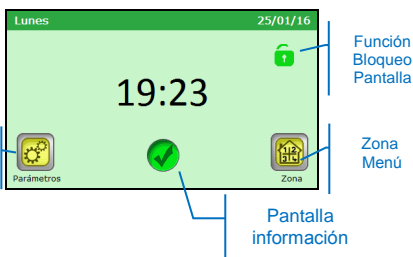 Lunes 25/01/16
Función
Bloqueo
Pantalla
19:23
Zona
Menú
Parámetros
Zona
Pantalla
información